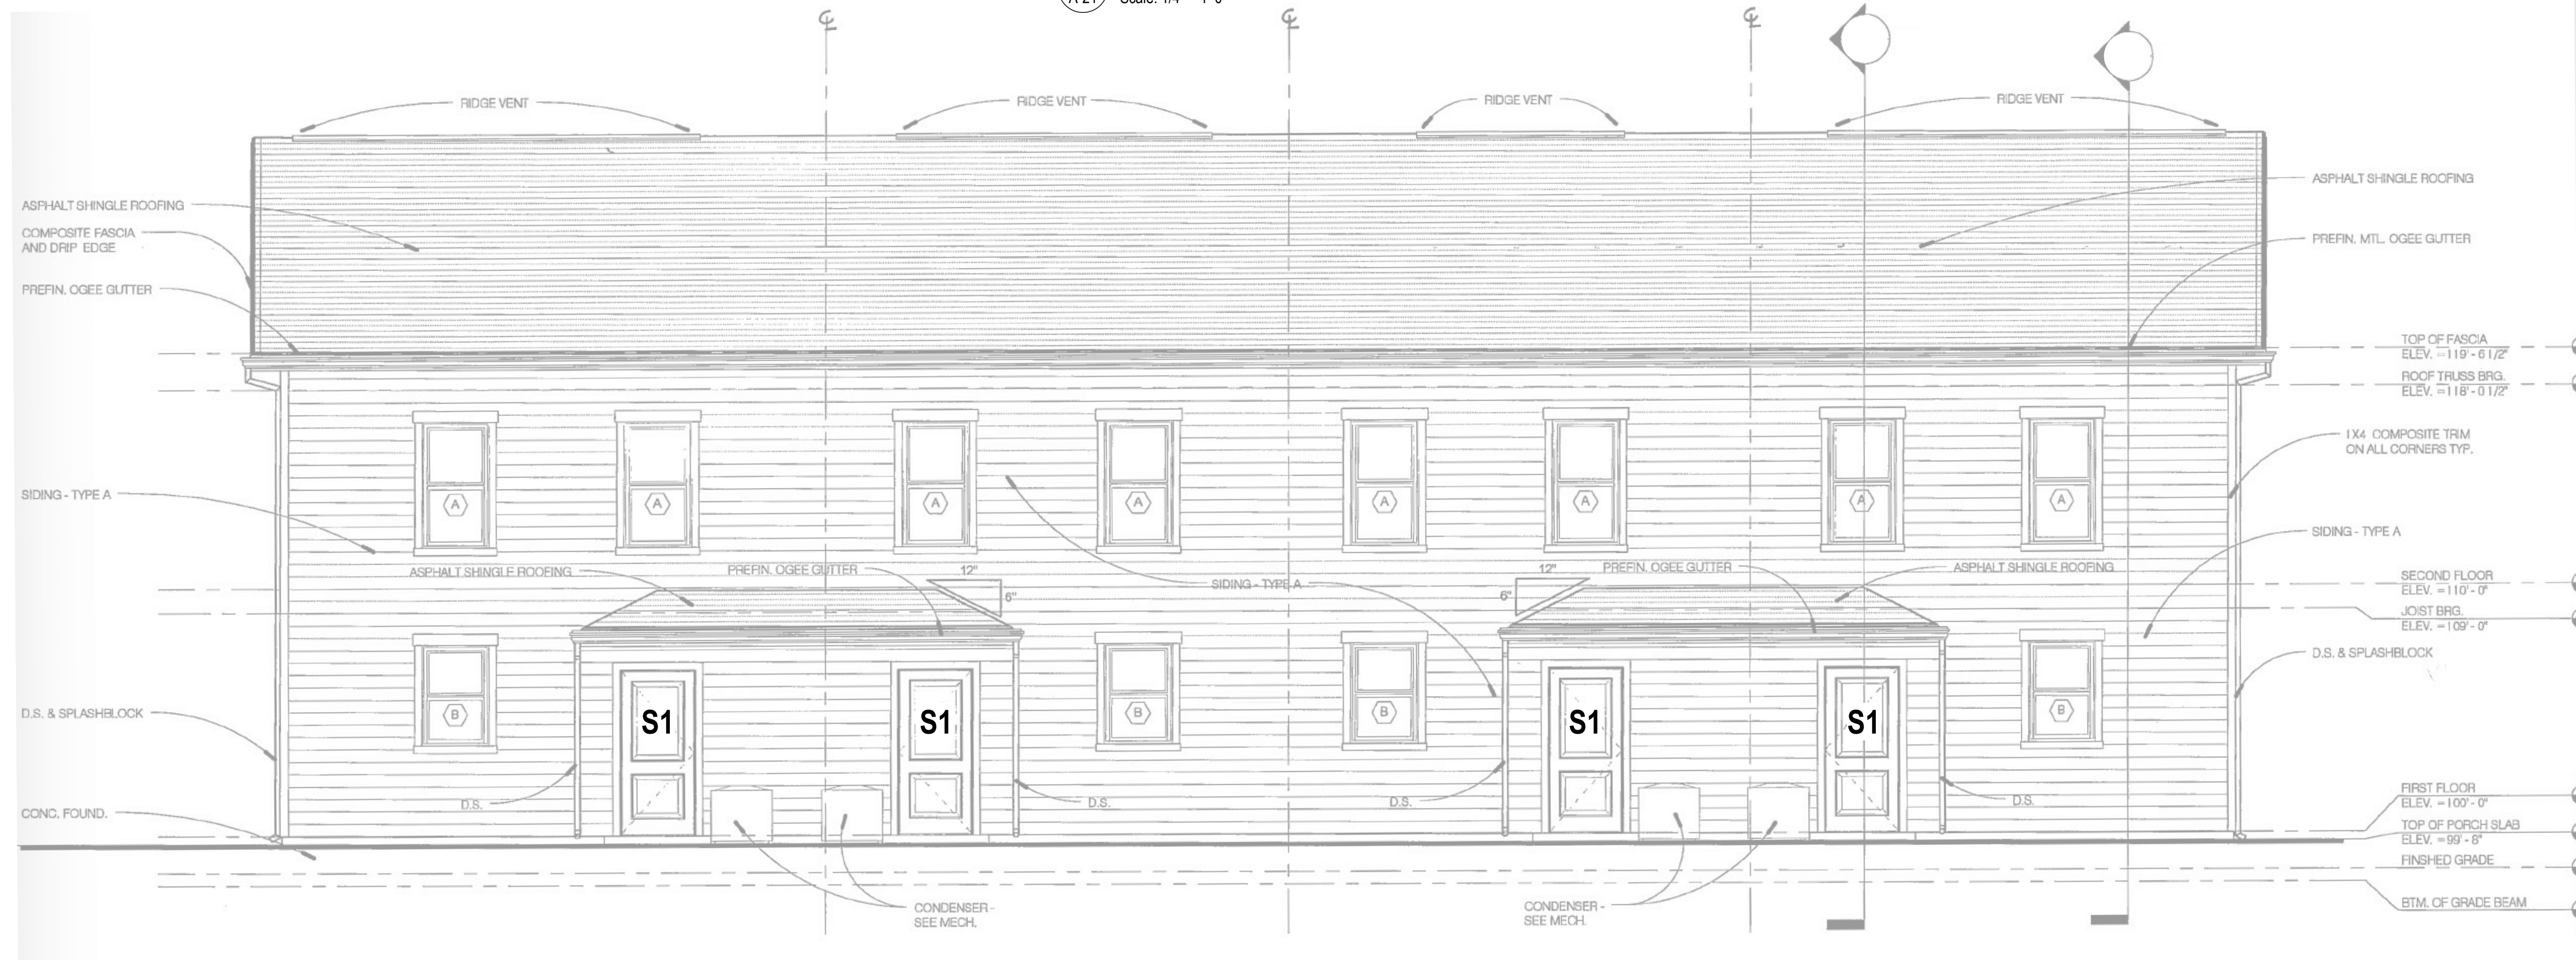 RIDGE VENT
RIDGE VENT
RIDGE VENT
RIDGE VENT
ASPHALT SHINGLE ROOFING
COMPOSITE FASCIA
AND DRIP EDGE
PREFIN. OGEE GUTTER
SIDING - TYPE A
D.S. & SPLASHBLOCK
CONC. FOUND.
A
A
A
A
A
A
A
A
ASPHALT SHINGLE ROOFING
PREFIN. OGEE GUTTER
12"
6"
SIDING - TYPE A
12"
6"
PREFIN. OGEE GUTTER
ASPHALT SHINGLE ROOFING
B
S1
S1
B
B
S1
S1
B
D.S.
D.S.
D.S.
D.S.
CONDENSER -
SEE MECH.
CONDENSER -
SEE MECH.
ASPHALT SHINGLE ROOFING
PREFIN. MTL. OGEE GUTTER
TOP OF FASCIA
ELEV. = 119' - 6 1/2"
ROOF TRUSS BRG.
ELEV. = 118' - 0 1/2"
1X4 COMPOSITE TRIM
ON ALL CORNERS TYP.
SIDING - TYPE A
SECOND FLOOR
ELEV. = 110' - 0"
JOIST BRG.
ELEV. = 109' - 0"
D.S. & SPLASHBLOCK
FIRST FLOOR
ELEV. = 100' - 0"
TOP OF PORCH SLAB
ELEV. = 99' - 8"
FINSHED GRADE
BTM. OF GRADE BEAM